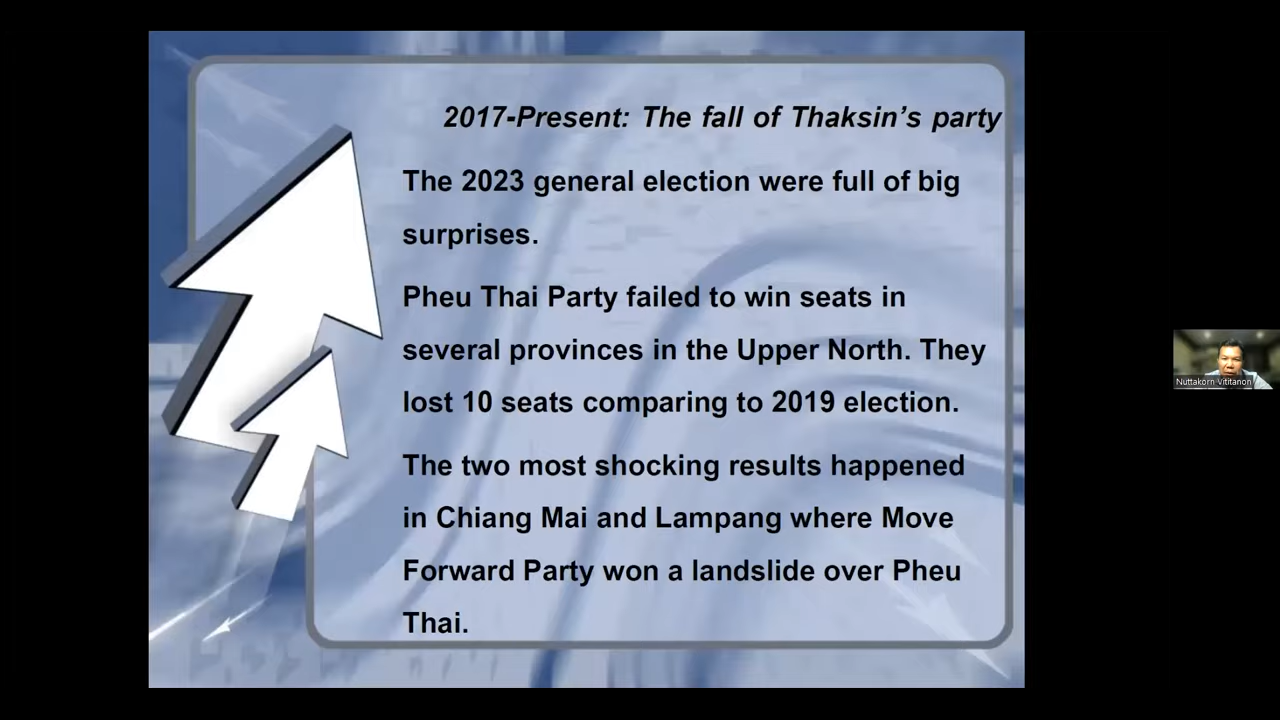 2017-Present: The fall of Thaksin's party
The 2023 general election were full of big
surprises.
Pheu Thai Party failed to win seats in
several provinces in the Upper North. They
lost 10 seats comparing to 2019 election.
The two most shocking results happened
in Chiang Mai and Lampang where Move
Forward Party won a landslide over Pheu
Thai.
Nuttakorn Vititanon